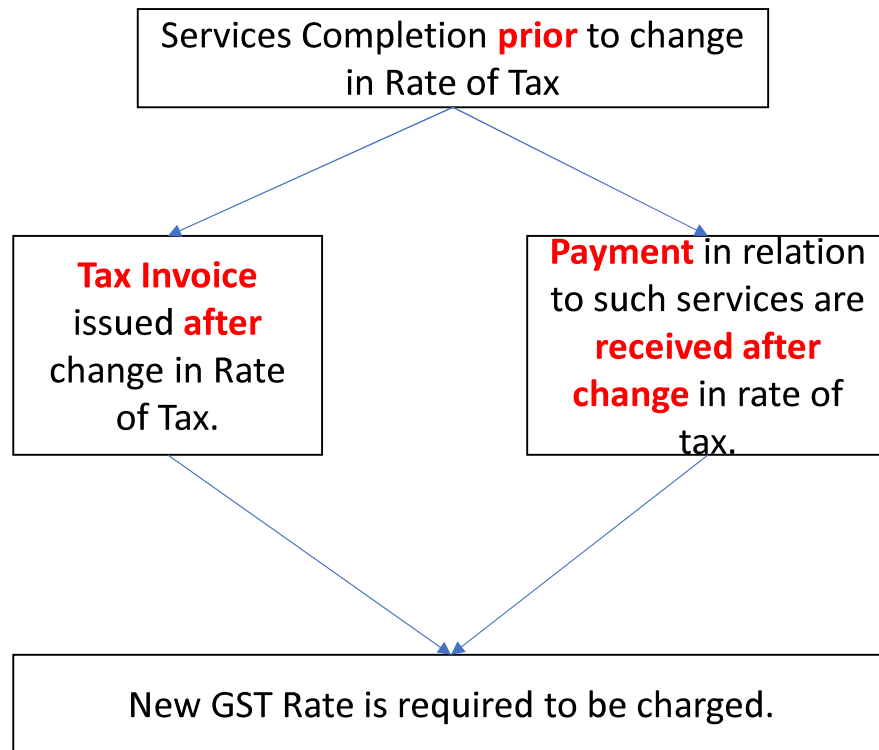 Services Completion prior to change
in Rate of Tax
Tax Invoice
issued after
change in Rate
of Tax.
Payment in relation
to such services are
received after
change in rate of
tax.
New GST Rate is required to be charged.